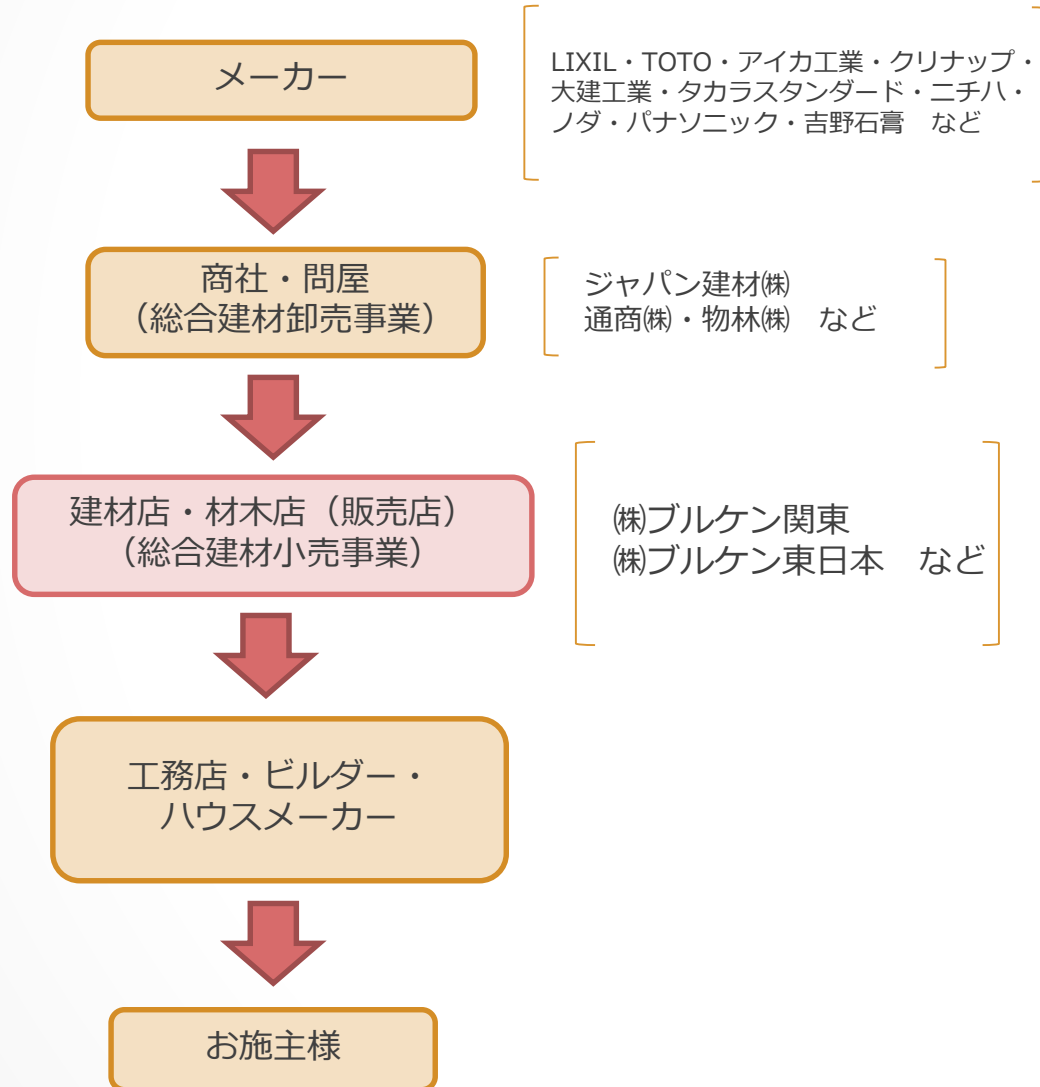 メーカー
LIXIL・TOTO・アイカ工業・クリナップ・
大建工業・タカラスタンダード・ニチハ・
ノダ・パナソニック・吉野石膏　など
商社・問屋
（総合建材卸売事業）
ジャパン建材㈱
通商㈱・物林㈱　など
建材店・材木店（販売店）
（総合建材小売事業）
㈱ブルケン関東
㈱ブルケン東日本　など
工務店・ビルダー・
ハウスメーカー
お施主様